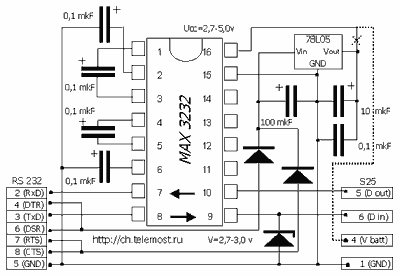 0,1 mkF
Ucc=2,7-5,0v
78L05
Vin
Vout
GND
+
+
+
+
0,1 mkF
0,1 mkF
0,1 mkF
100 mkF
10 mkF
0,1 mkF
MAX 3232
1
2
3
4
5
6
7
8
16
15
14
13
12
11
10
9
RS 232
2 (RxD)
4 (DTR)
3 (TxD)
6 (DSR)
7 (RTS)
8 (CTS)
5 (GND)
S25
5 (D out)
6 (D in)
4 (V batt)
1 (GND)
http://ch.telemost.ru
V=2,7-3,0 v